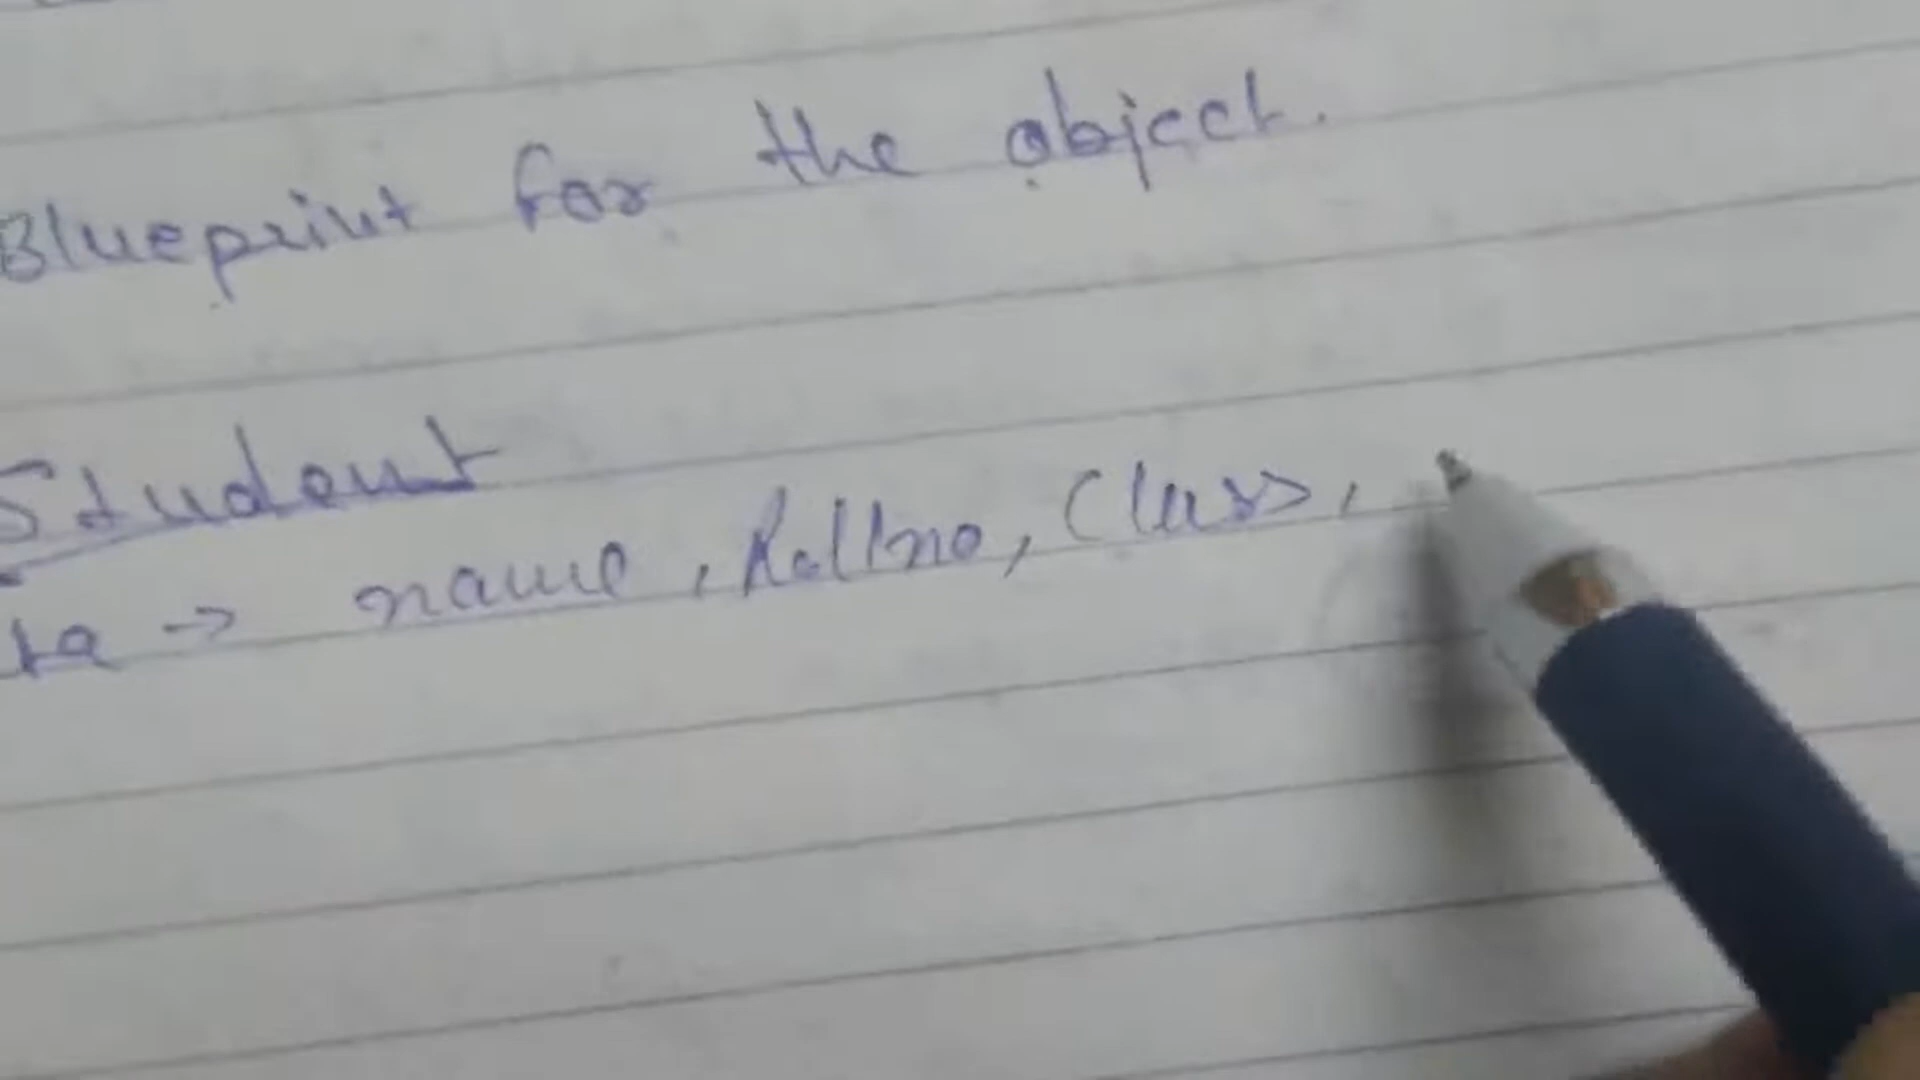 Blueprint for the object.
Student
ta → name, Rollno, Class,